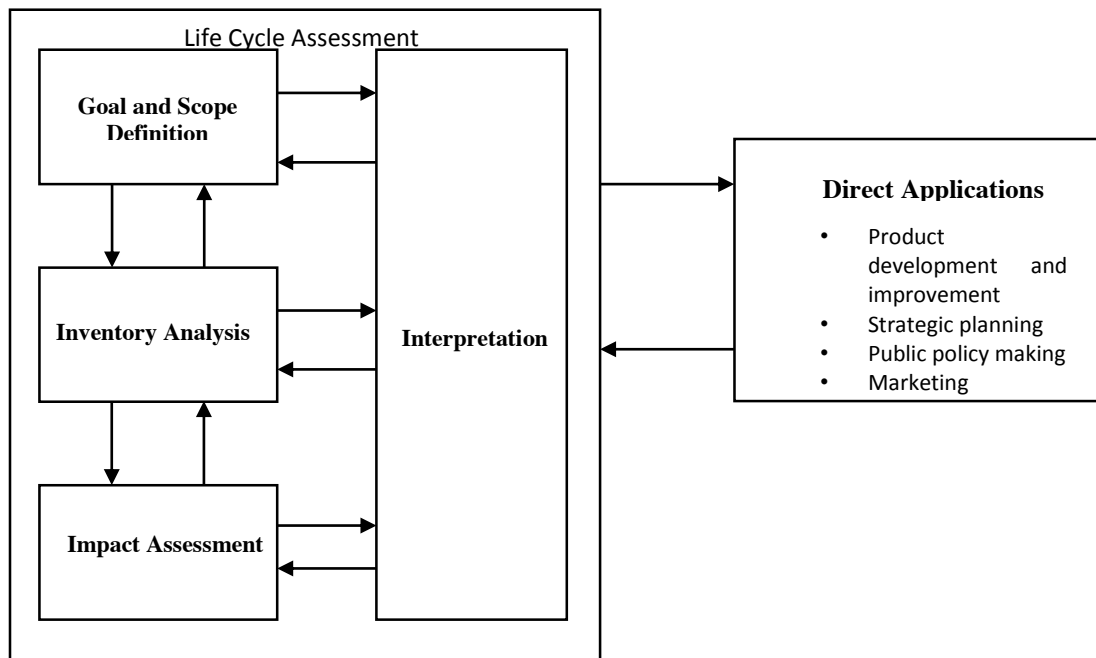 Life Cycle Assessment
Goal and Scope
Definition
Inventory Analysis
Impact Assessment
Interpretation
Direct Applications
• Product
development and
improvement
• Strategic planning
• Public policy making
• Marketing